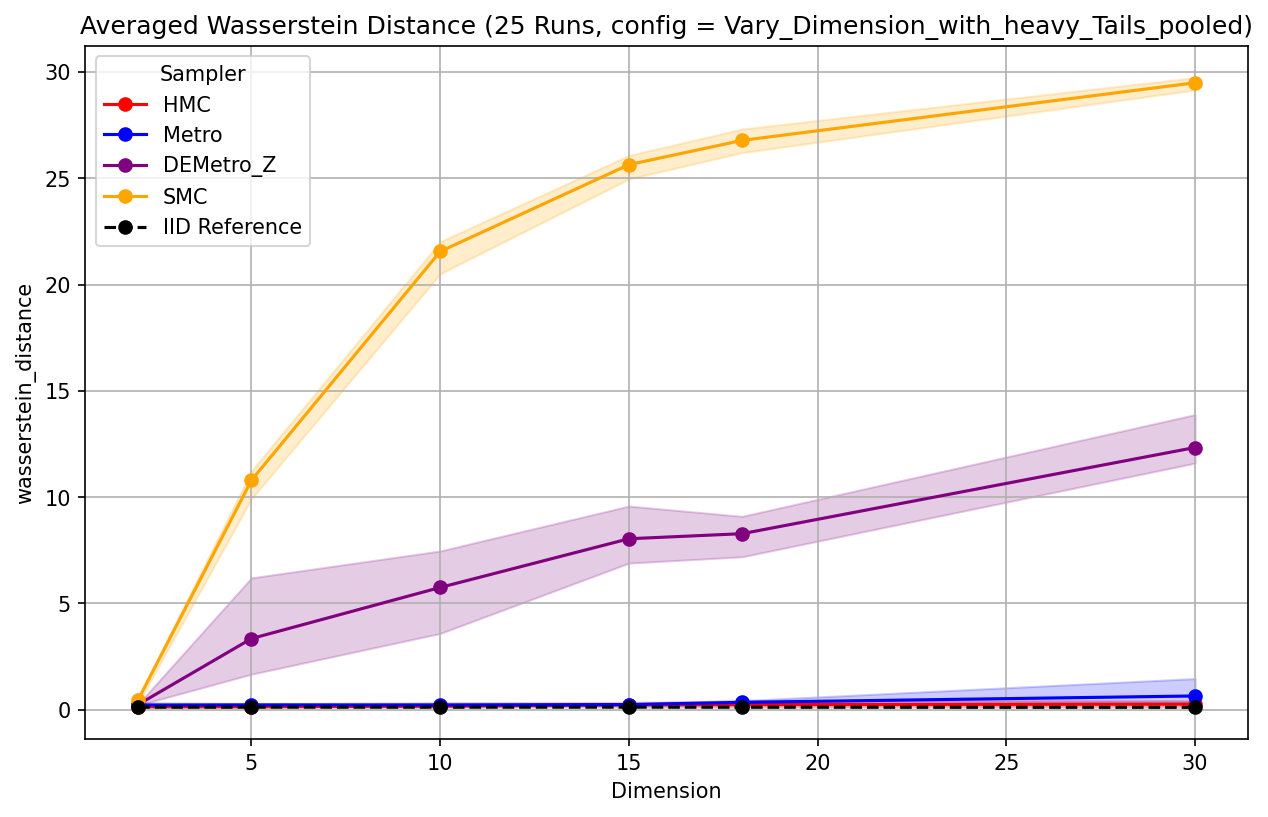 Averaged Wasserstein Distance (25 Runs, config = Vary_Dimension_with_heavy_Tails_pooled)
Sampler
HMC
Metro
DEMetro_Z
SMC
IID Reference
wasserstein_distance
30
25
20
15
10
5
0
5 10 15 20 25 30
Dimension